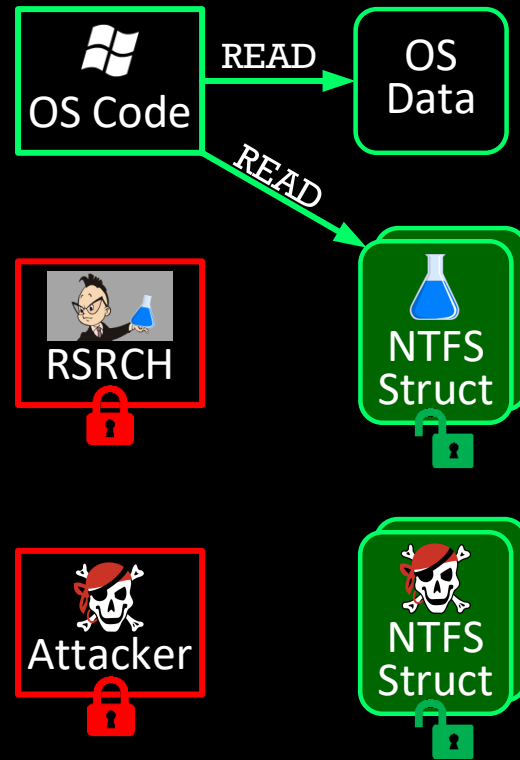 READ
OS Code
OS
Data
READ
RSRCH
NTFS
Struct
Attacker
NTFS
Struct